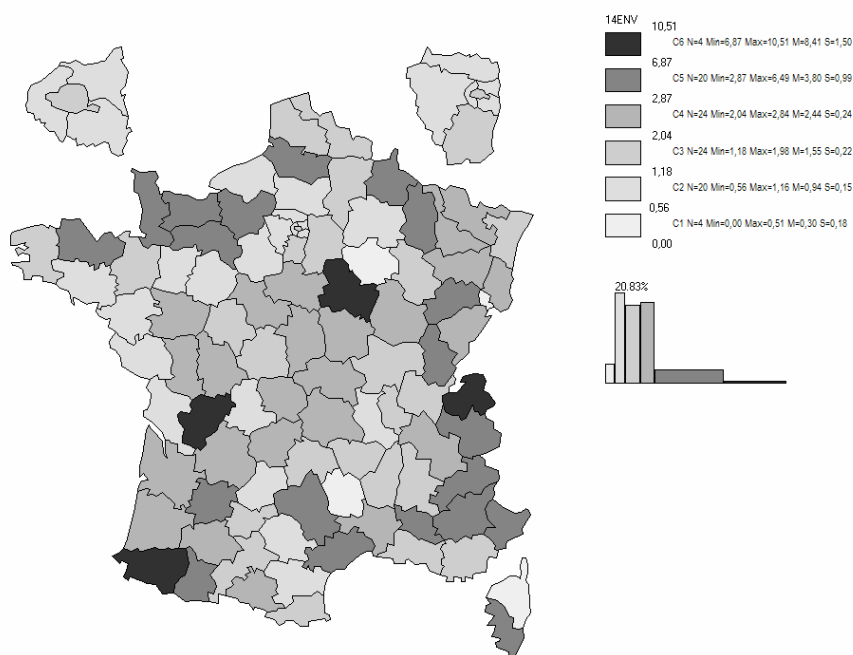 14ENV
10,51
C6 N=4 Min=6,87 Max=10,51 M=8,41 S=1,50
6,87
C5 N=20 Min=2,87 Max=6,49 M=3,80 S=0,99
2,87
C4 N=24 Min=2,04 Max=2,84 M=2,44 S=0,24
2,04
C3 N=24 Min=1,18 Max=1,98 M=1,55 S=0,22
1,18
C2 N=20 Min=0,56 Max=1,16 M=0,94 S=0,15
0,56
C1 N=4 Min=0,00 Max=0,51 M=0,30 S=0,18
0,00
20.83%